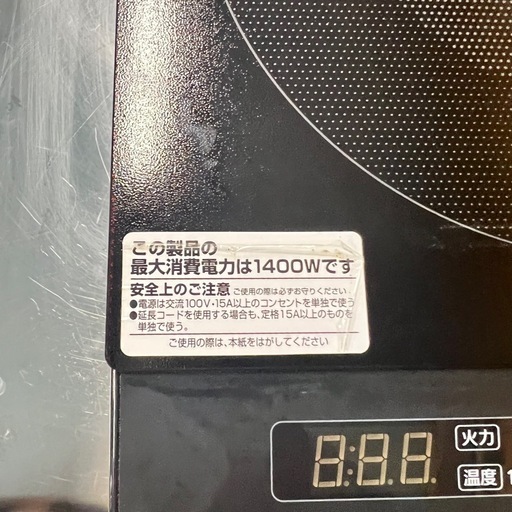 この製品の
最大消費電力は1400Wです
安全上のご注意 ご使用の際は必ずお守りください
●電源は交流100V・15A以上のコンセントを単独で使う
●延長コードを使用する場合も、定格15A以上のものを
単独で使う。
ご使用の際は、本紙をはがしてください
火力
温度